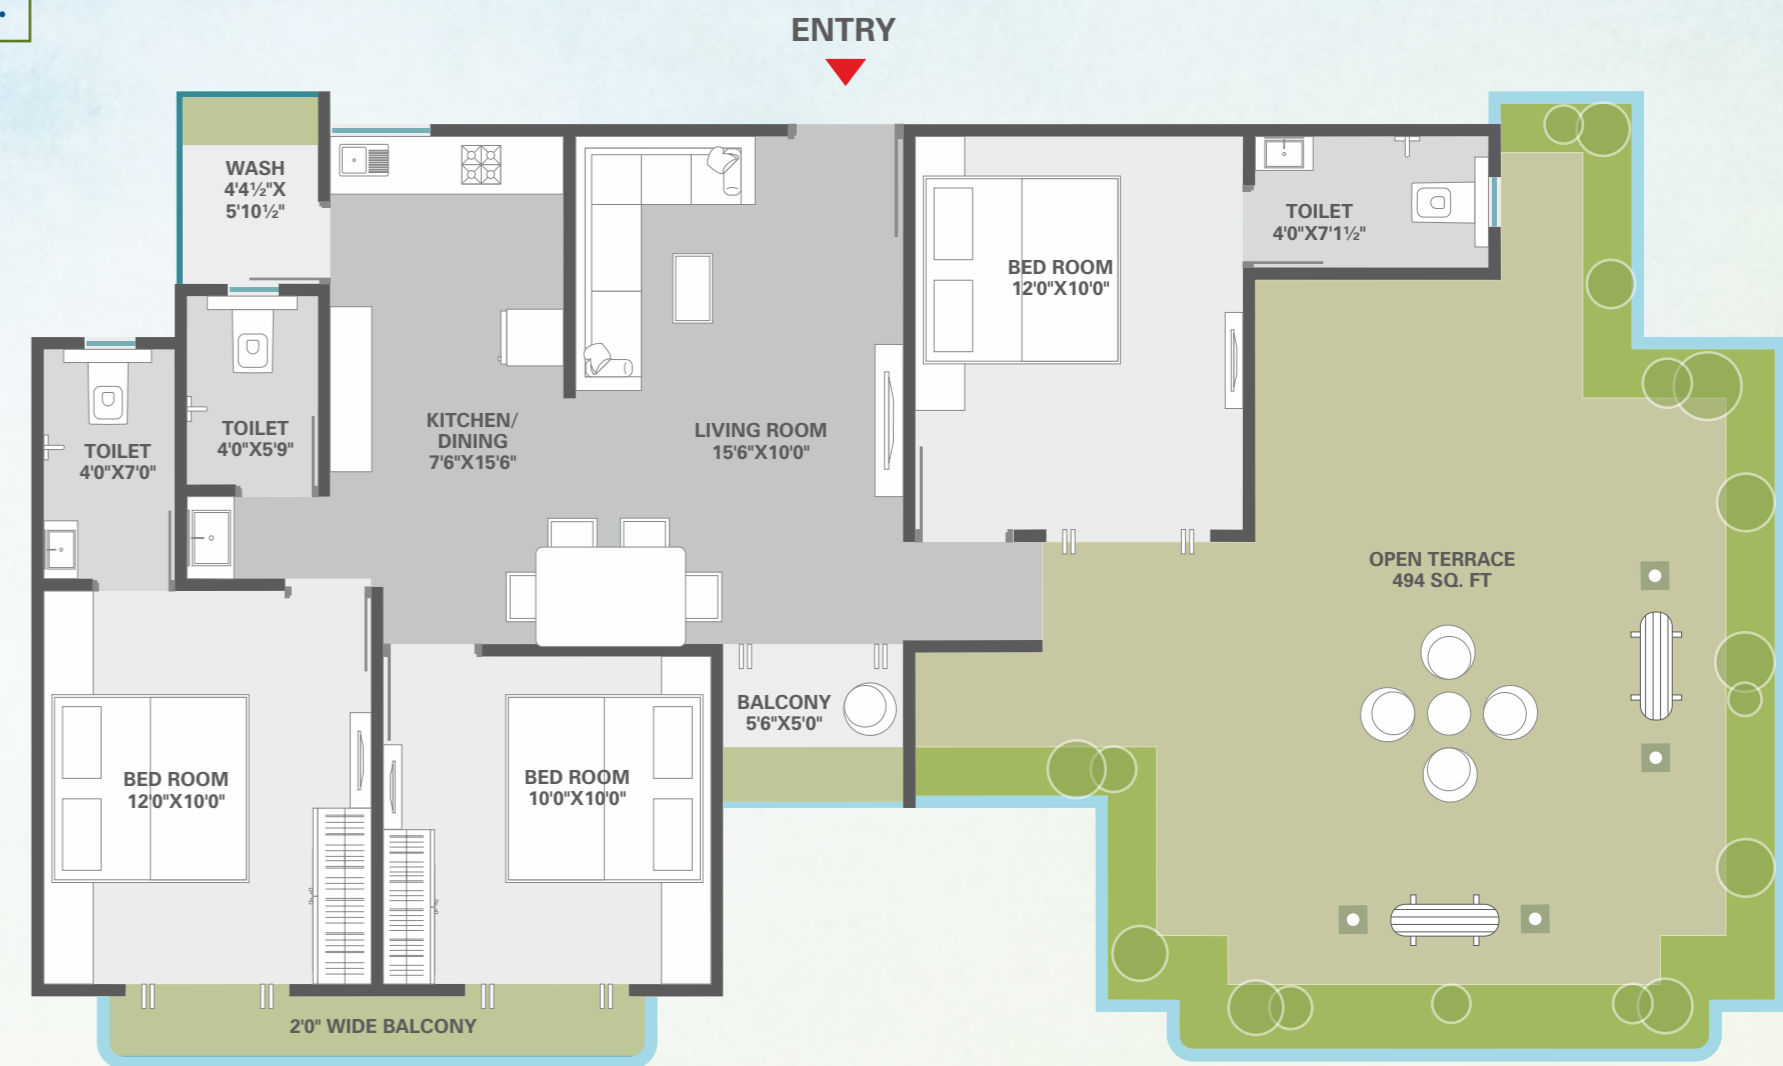 ENTRY
WASH
4'4½"X
5'10½"
TOILET
4'0"X7'1½"
BED ROOM
12'0"X10'0"
TOILET
4'0"X5'9"
TOILET
4'0"X7'0"
KITCHEN/
DINING
7'6"X15'6"
LIVING ROOM
15'6"X10'0"
OPEN TERRACE
494 SQ. FT
BALCONY
5'6"X5'0"
BED ROOM
12'0"X10'0"
BED ROOM
10'0"X10'0"
2'0" WIDE BALCONY